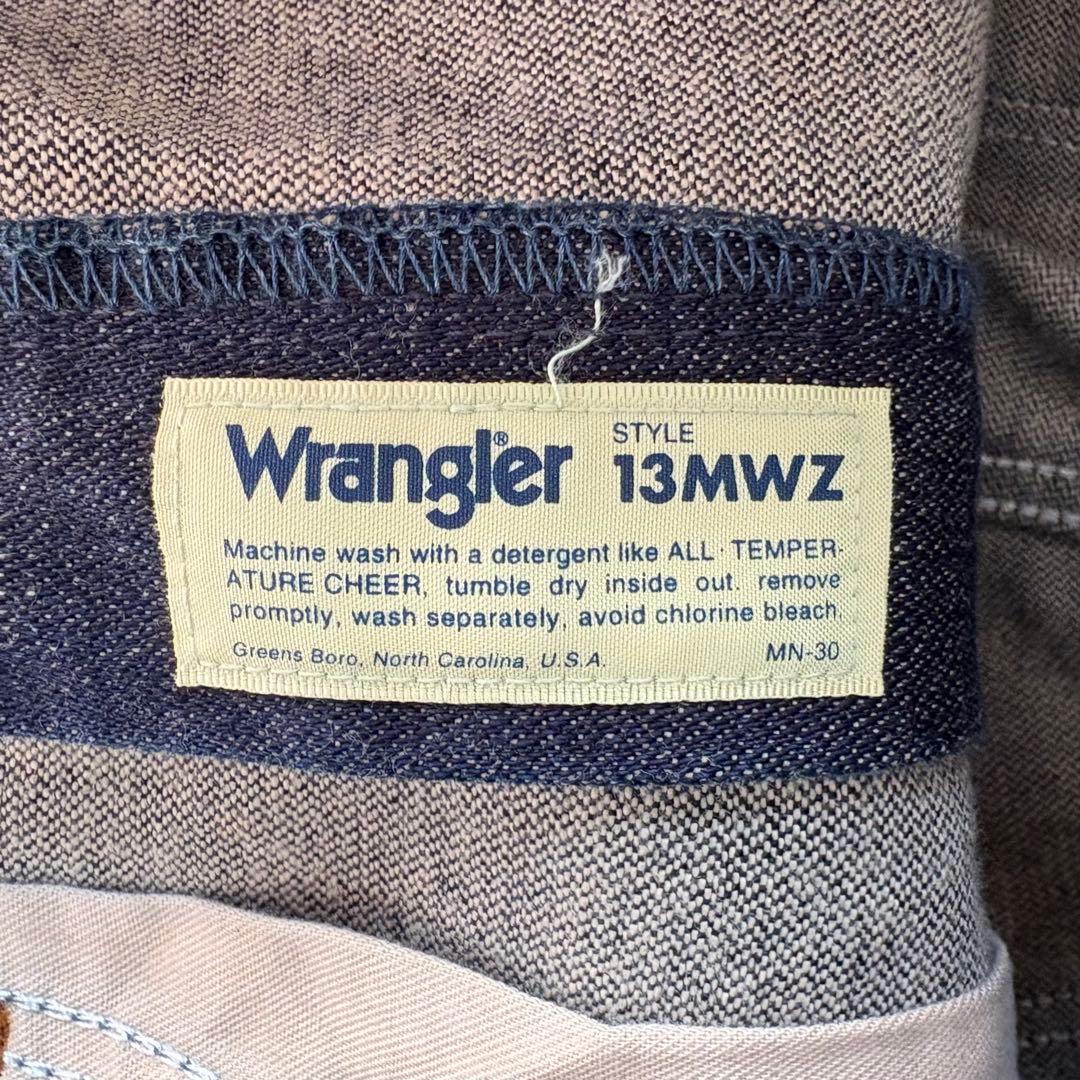 Wrangler® STYLE
13MWZ
Machine wash with a detergent like ALL · TEMPER-
ATURE CHEER, tumble dry inside out. remove
promptly, wash separately, avoid chlorine bleach.
Greens Boro, North Carolina, U.S.A. MN-30